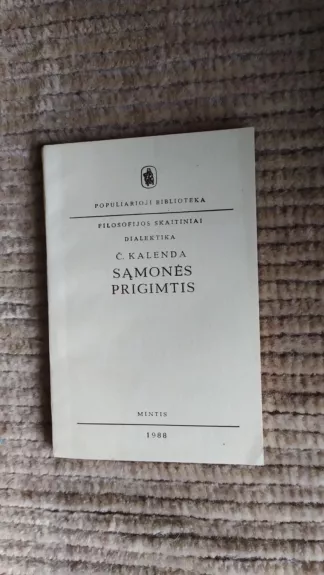 POPULIARIOJI BIBLIOTEKA
FILOSOFIJOS SKAITINIAI
DIALEKTIKA
Č. KALENDA
SĄMONĖS
PRIGIMTIS
MINTIS
1988